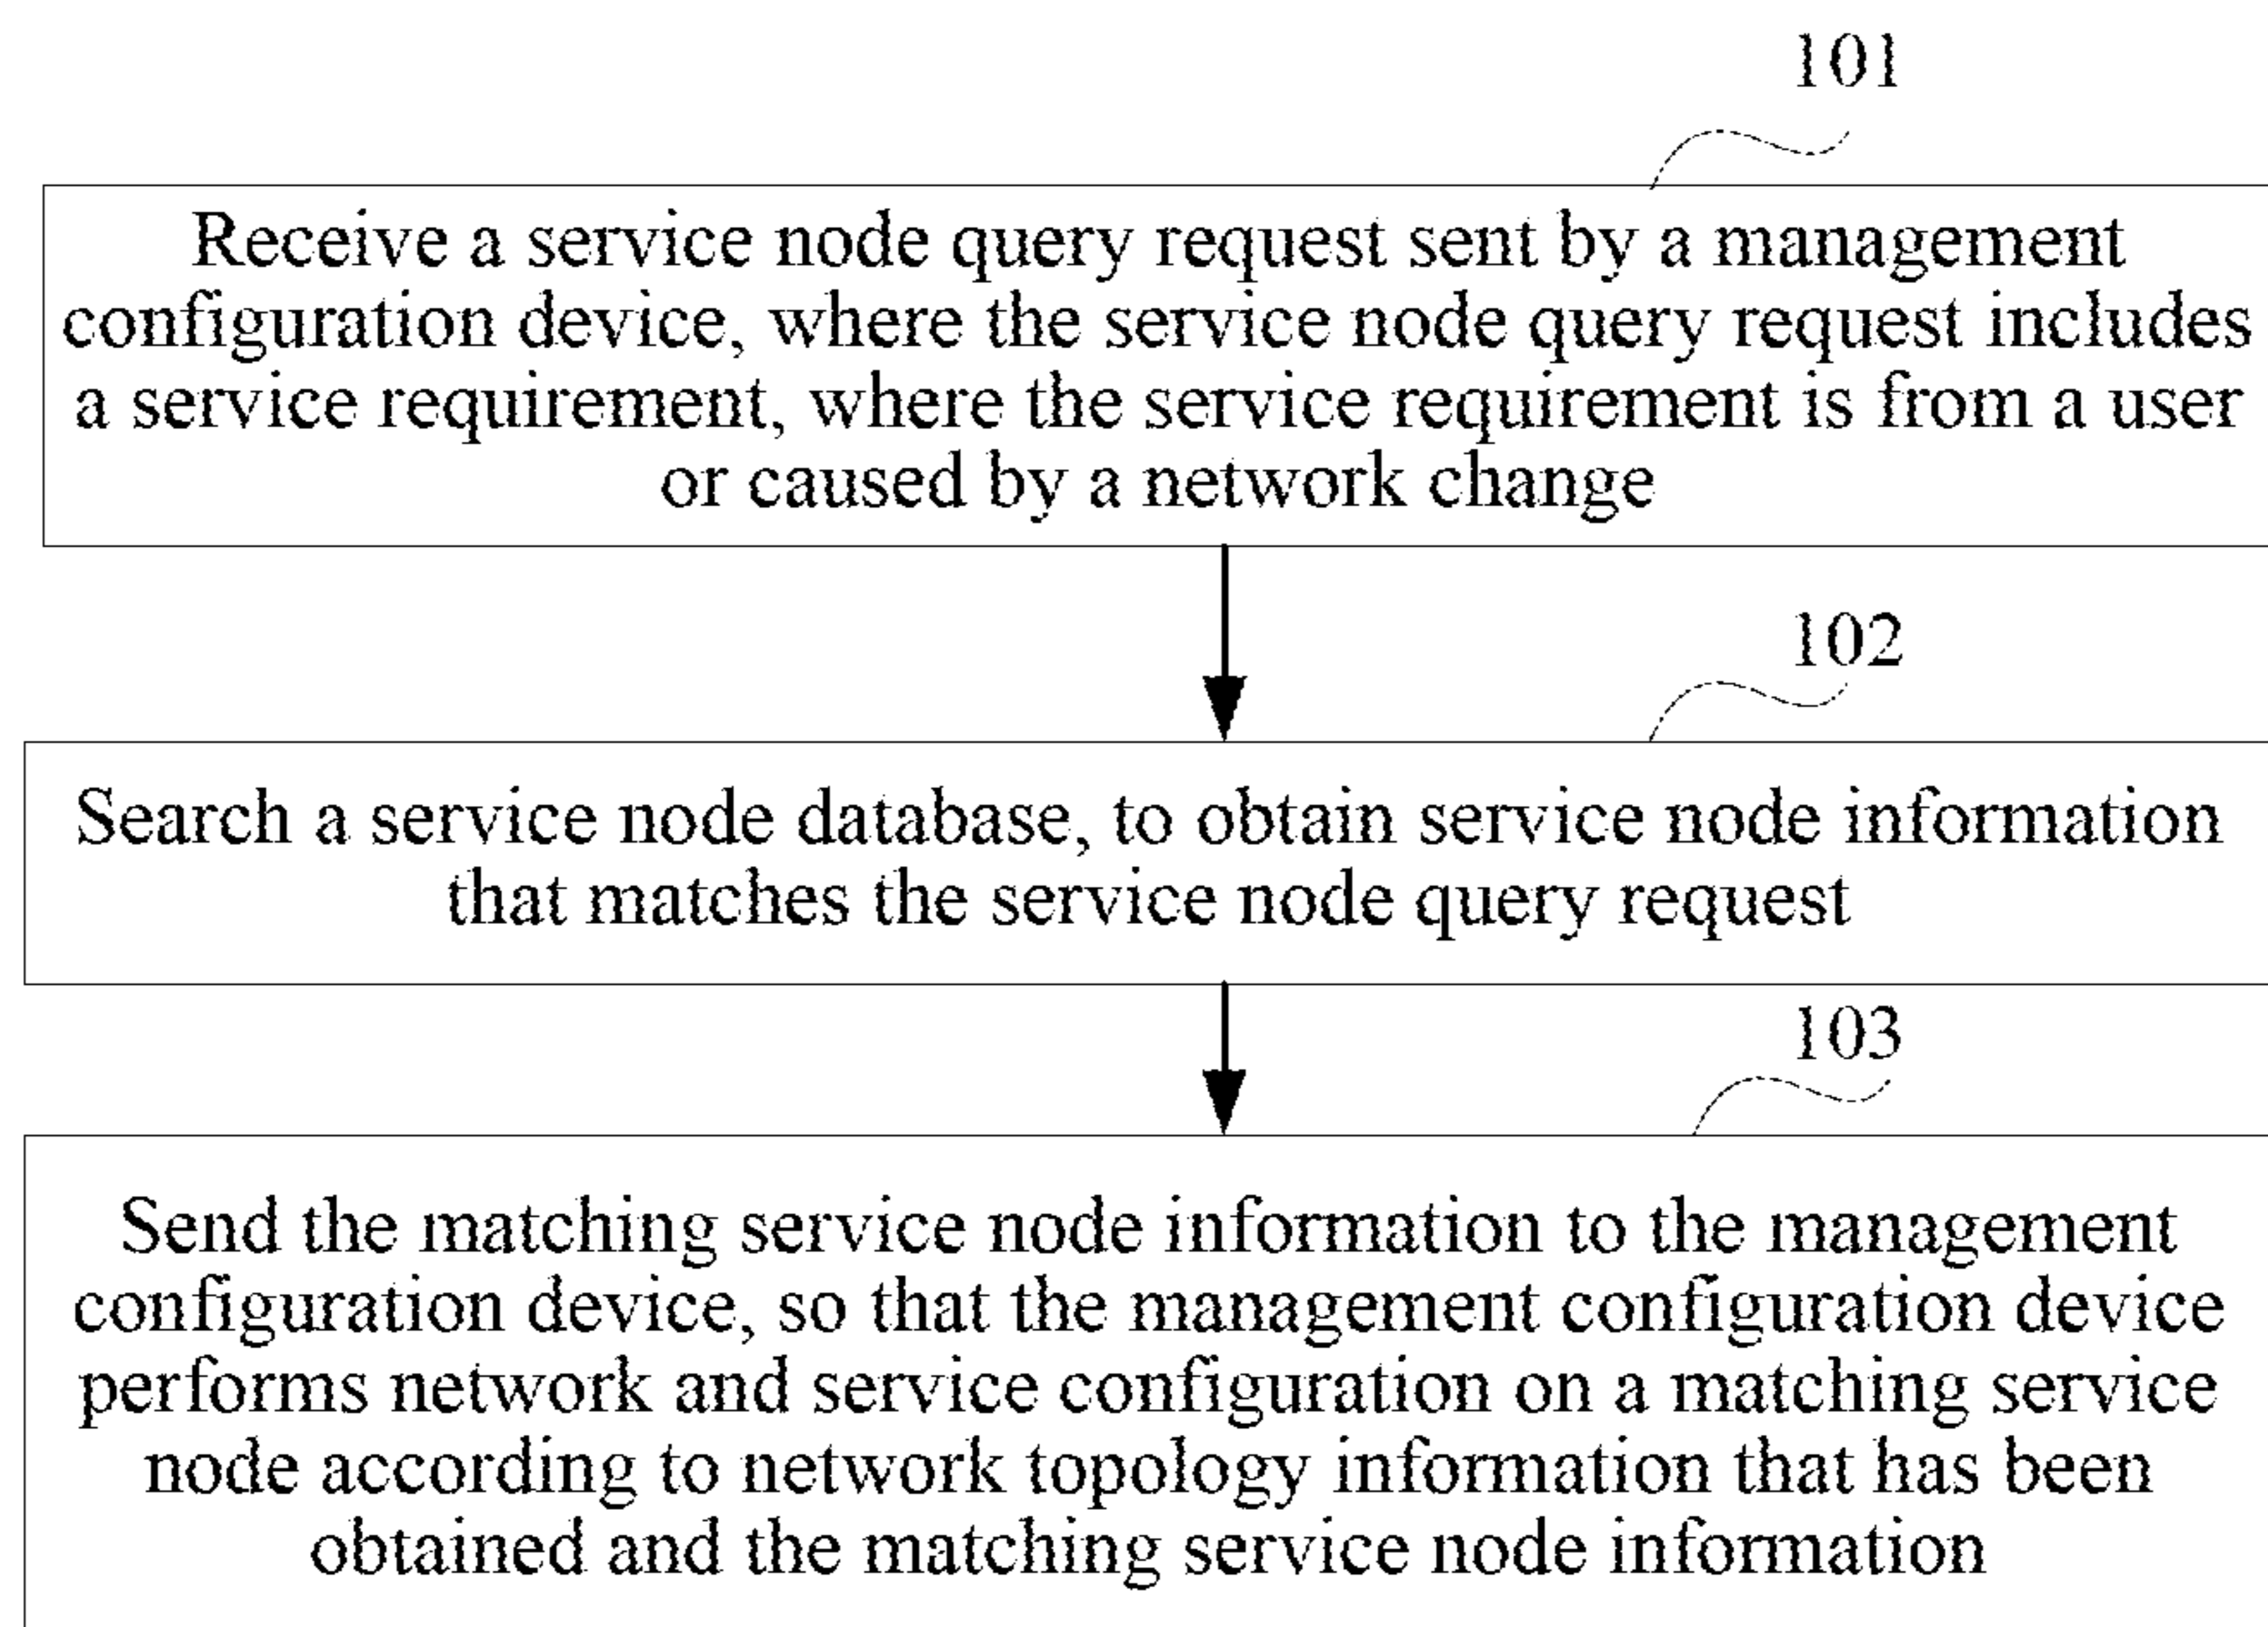 101
Receive a service node query request sent by a management
configuration device, where the service node query request includes
a service requirement, where the service requirement is from a user
or caused by a network change
102
Search a service node database, to obtain service node information
that matches the service node query request
103
Send the matching service node information to the management
configuration device, so that the management configuration device
performs network and service configuration on a matching service
node according to network topology information that has been
obtained and the matching service node information